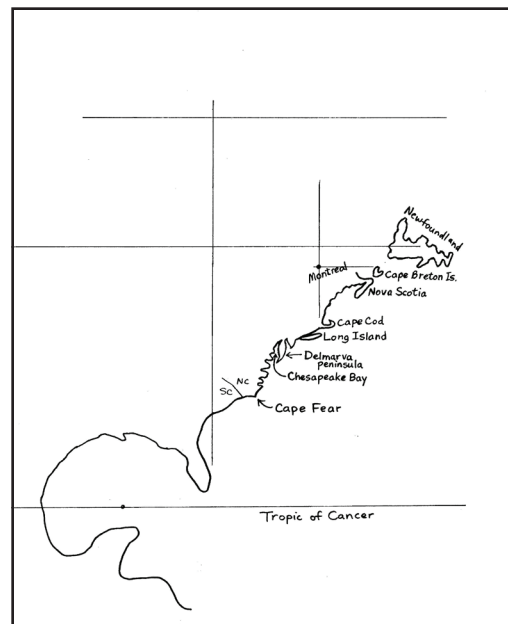 Newfoundland
Montreal
Cape Breton Is.
Nova Scotia
Cape Cod
Long Island
Delmarva
peninsula
Chesapeake Bay
NC
SC
Cape Fear
Tropic of Cancer